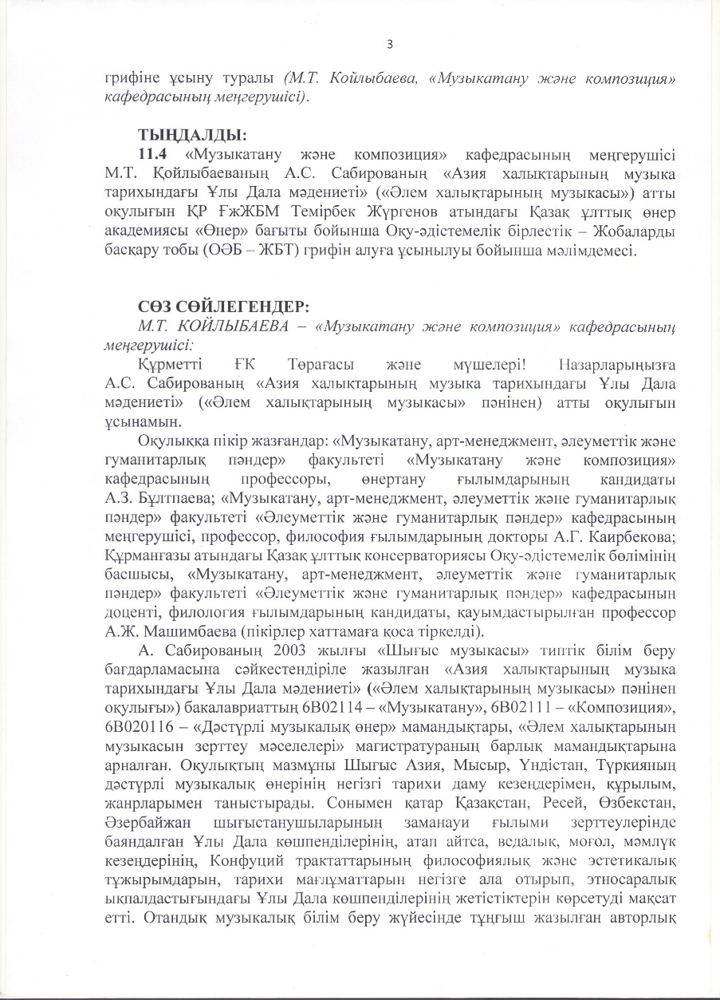 3
грифіне ұсыну туралы (М.Т. Койлыбаева, «Музыкатану және композиция»
кафедрасының меңгерушісі).
ТЫҢДАЛДЫ:
11.4 «Музыкатану және композиция» кафедрасының меңгерушісі
М.Т. Қойлыбаеваның А.С. Сабированың «Азия халықтарының музыка
тарихындағы Ұлы Дала мәдениеті» («Әлем халықтарының музыкасы») атты
оқулығын ҚР ҒжЖБМ Темірбек Жүргенов атындағы Қазақ ұлттық өнер
академиясы «Өнер» бағыты бойынша Оқу-әдістемелік бірлестік – Жобаларды
басқару тобы (ОӘБ – ЖБТ) грифін алуға ұсынылуы бойынша мәлімдемесі.
СӨЗ СӨЙЛЕГЕНДЕР:
М.Т. КОЙЛЫБАЕВА – «Музыкатану және композиция» кафедрасының
меңгерушісі:
Құрметті ҒК Төрағасы және мүшелері! Назарларыңызға
А.С. Сабированың «Азия халықтарының музыка тарихындағы Ұлы Дала
мәдениеті» («Әлем халықтарының музыкасы» пәнінен) атты оқулығын
ұсынамын.
Оқулыққа пікір жазғандар: «Музыкатану, арт-менеджмент, әлеуметтік және
гуманитарлық пәндер» факультеті «Музыкатану және композиция»
кафедрасының профессоры, өнертану ғылымдарының кандидаты
А.З. Бұлтпаева; «Музыкатану, арт-менеджмент, әлеуметтік және гуманитарлық
пәндер» факультеті «Әлеуметтік және гуманитарлық пәндер» кафедрасының
меңгерушісі, профессор, философия ғылымдарының докторы А.Г. Каирбекова;
Құрманғазы атындағы Қазақ ұлттық консерваториясы Оқу-әдістемелік бөлімінің
басшысы, «Музыкатану, арт-менеджмент, әлеуметтік және гуманитарлық
пәндер» факультеті «Әлеуметтік және гуманитарлық пәндер» кафедрасының
доценті, филология ғылымдарының кандидаты, қауымдастырылған профессор
А.Ж. Машимбаева (пікірлер хаттамаға қоса тіркелді).
А. Сабированың 2003 жылғы «Шығыс музыкасы» типтік білім беру
бағдарламасына сәйкестендіріле жазылған «Азия халықтарының музыка
тарихындағы Ұлы Дала мәдениеті» («Әлем халықтарының музыкасы» пәнінен
оқулығы») бакалавриаттың 6В02114 – «Музыкатану», 6В02111 – «Композиция»,
6В020116 – «Дәстүрлі музыкалық өнер» мамандықтары, «Әлем халықтарының
музыкасын зерттеу мәселелері» магистратураның барлық мамандықтарына
арналған. Оқулықтың мазмұны Шығыс Азия, Мысыр, Үндістан, Түркияның
дәстүрлі музыкалық өнерінің негізгі тарихи даму кезеңдерімен, құрылым,
жанрларымен таныстырады. Сонымен қатар Қазақстан, Ресей, Өзбекстан,
Әзербайжан шығыстанушыларының заманауи ғылыми зерттеулерінде
баяндалған Ұлы Дала көшпенділерінің, атап айтса, ведалық, моғол, мәмлүк
кезеңдерінің, Конфуций трактаттарының философиялық және эстетикалық
тұжырымдарын, тарихи мағлұматтарын негізге ала отырып, этносаралық
ықпалдастығындағы Ұлы Дала көшпенділерінің жетістіктерін көрсетуді мақсат
етті. Отандық музыкалық білім беру жүйесінде тұңғыш жазылған авторлық